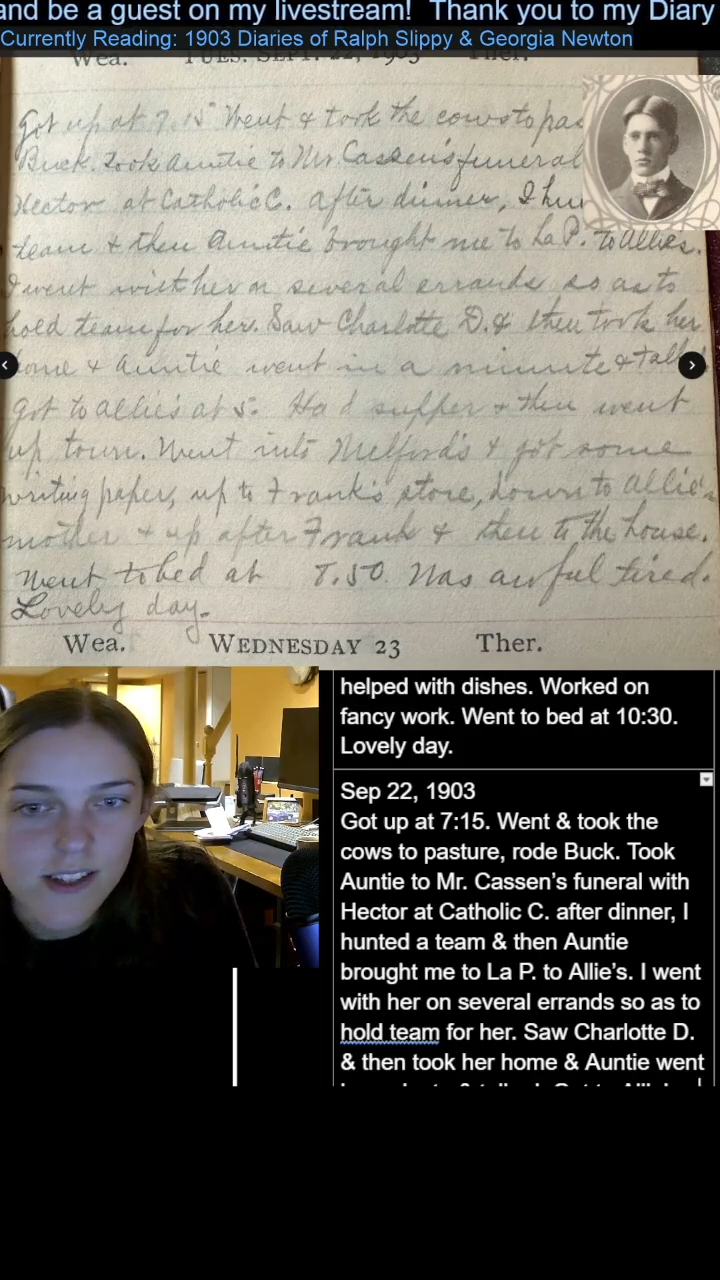 and be a guest on my livestream! Thank you to my Diary
Currently Reading: 1903 Diaries of Ralph Slippy & Georgia Newton
Wea. TUES. SEPT. 22, 1903 Ther.
Got up at 7.15 Went & took the cows to pas
Buck. Took Auntie to Mr. Cassen's funeral
Hector at Catholic C. after dinner, I hu
team & then Auntie brought me to La P. to Allie's.
I went with her on several errands so as to
hold team for her. Saw Charlotte D. & then took her
home & Auntie went in a minute & talk
Got to Allie's at 5. Had supper & then went
up town. Went into Melford's & got some
writing paper, up to Frank's store, down to Allie's
mother & up after Frank & then to the house.
Went to bed at 8.50. Was awful tired.
Lovely day.
Wea. WEDNESDAY 23 Ther.
helped with dishes. Worked on
fancy work. Went to bed at 10:30.
Lovely day.
Sep 22, 1903
Got up at 7:15. Went & took the
cows to pasture, rode Buck. Took
Auntie to Mr. Cassen's funeral with
Hector at Catholic C. after dinner, I
hunted a team & then Auntie
brought me to La P. to Allie's. I went
with her on several errands so as to
hold team for her. Saw Charlotte D.
& then took her home & Auntie went